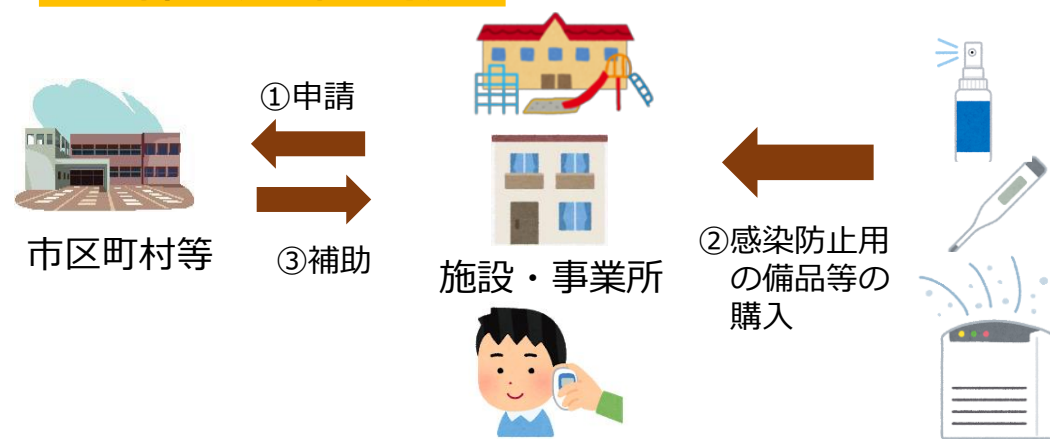 ①申請
③補助
市区町村等
施設・事業所
②感染防止用
の備品等の
購入